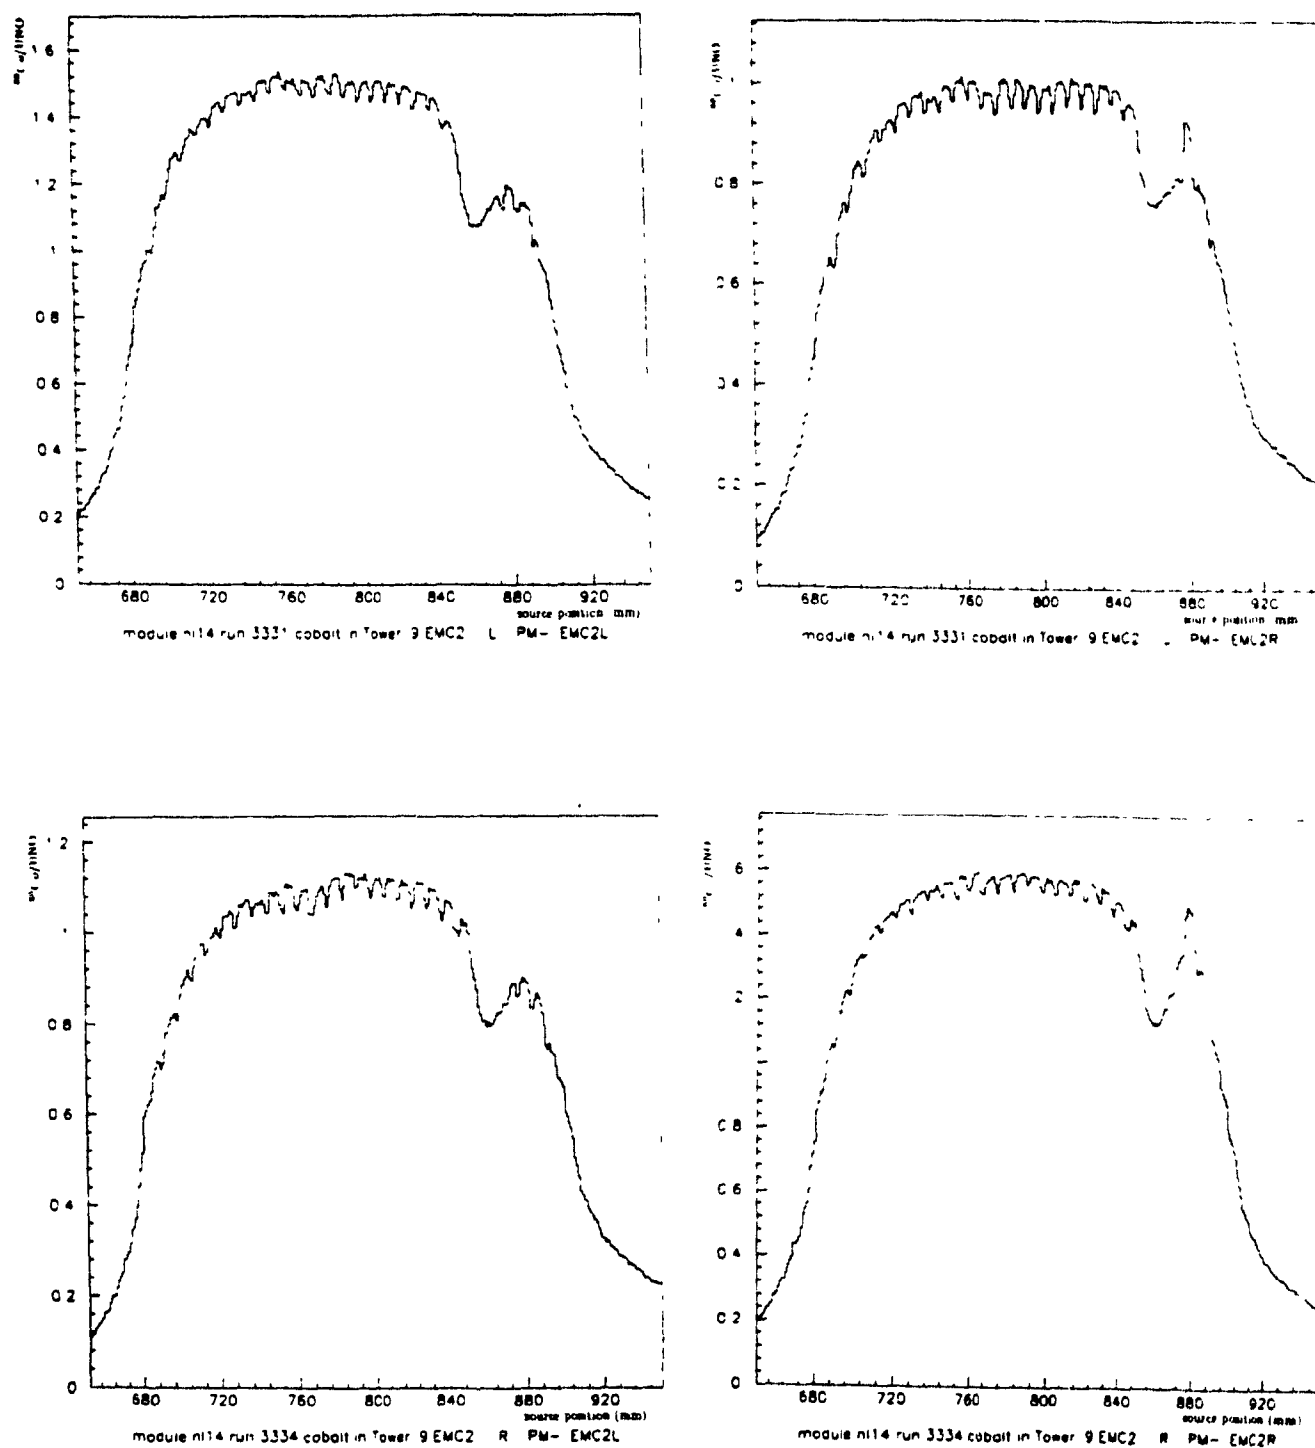 1 6
1 4
1 2
1
0 8
0 6
0 4
0 2
0
680 720 760 800 840 880 920
source position mm)
module n:14 run 3331 cobalt in Tower 9 EMC2 L PM- EMC2L
0 8
0 6
0 4
0 2
0
680 720 760 800 840 880 920
position mm
module n:14 run 3331 cobalt in Tower 9 EMC2 PM- EMC2R
1 2
1
0 8
0 6
0 4
0 2
0
680 720 760 800 840 880 920
source position (mm)
module n:14 run 3334 cobalt in Tower 9 EMC2 R PM- EMC2L
6
4
2
0 8
0 6
0 4
0 2
0
680 720 760 800 840 880 920
source position (mm)
module n:14 run 3334 cobalt in Tower 9 EMC2 R PM- EMC2R